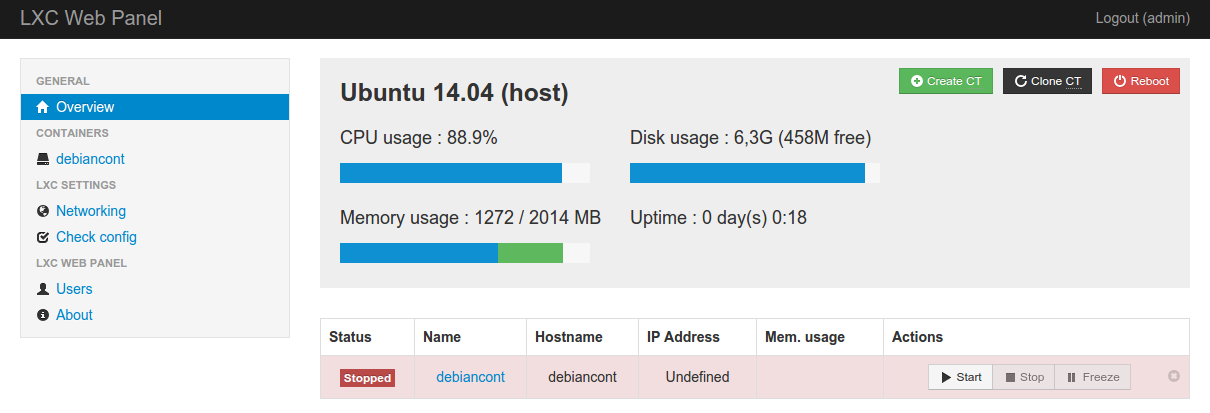 LXC Web Panel
Logout (admin)
GENERAL
Overview
CONTAINERS
debiancont
LXC SETTINGS
Networking
Check config
LXC WEB PANEL
Users
About
Ubuntu 14.04 (host)
Create CT
Clone CT
Reboot
CPU usage : 88.9%
Disk usage : 6,3G (458M free)
Memory usage : 1272 / 2014 MB
Uptime : 0 day(s) 0:18
Status Name Hostname IP Address Mem. usage Actions
Stopped debiancont debiancont Undefined Start Stop Freeze